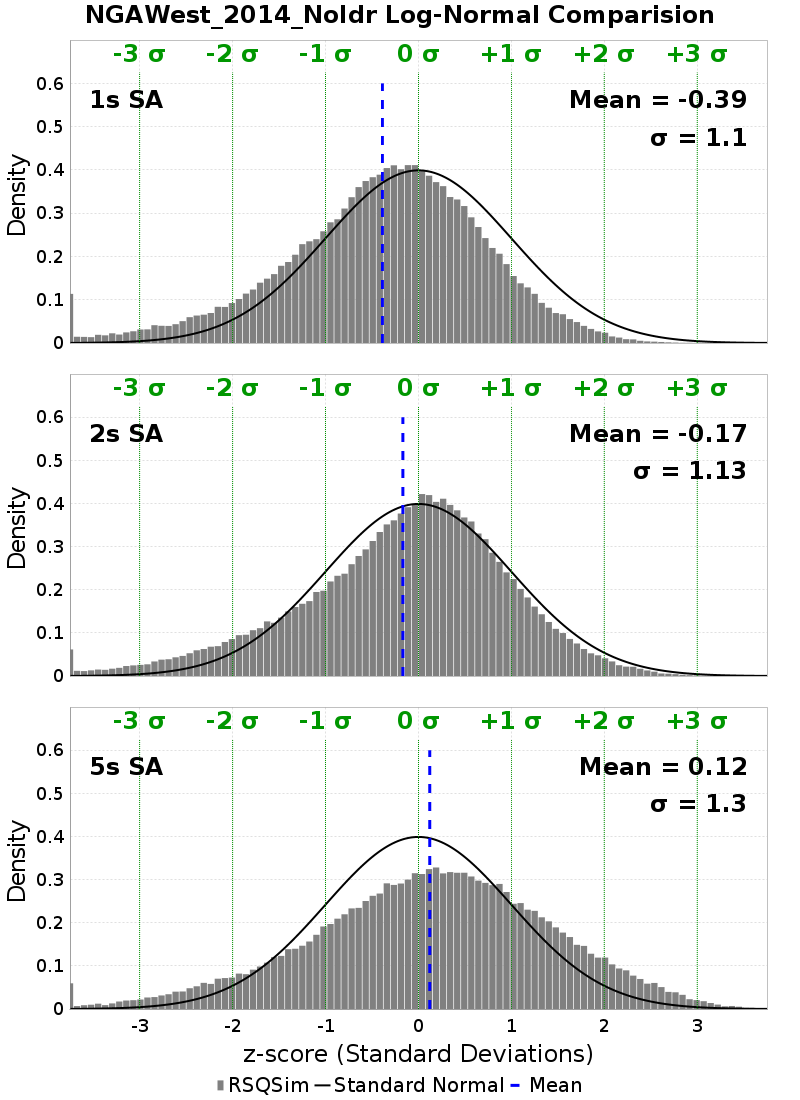 NGAWest_2014_NoIdr Log-Normal Comparision
-3 σ -2 σ -1 σ 0 σ +1 σ +2 σ +3 σ
0.6
1s SA
Mean = -0.39
0.5
σ = 1.1
0.4
0.3
0.2
0.1
0
Density
-3 σ -2 σ -1 σ 0 σ +1 σ +2 σ +3 σ
0.6
2s SA
Mean = -0.17
0.5
σ = 1.13
0.4
0.3
0.2
0.1
0
Density
-3 σ -2 σ -1 σ 0 σ +1 σ +2 σ +3 σ
0.6
5s SA
Mean = 0.12
0.5
σ = 1.3
0.4
0.3
0.2
0.1
0
Density
-3 -2 -1 0 1 2 3
z-score (Standard Deviations)
RSQSim Standard Normal Mean